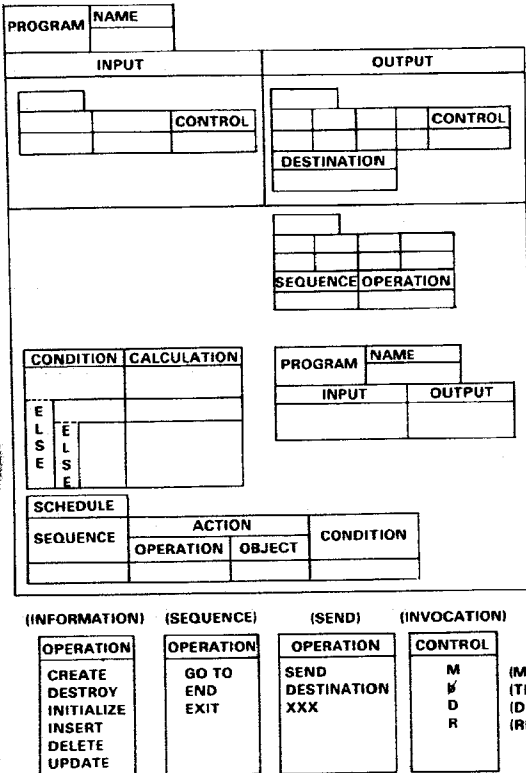 PROGRAM NAME
INPUT OUTPUT
CONTROL CONTROL
DESTINATION
SEQUENCE OPERATION
CONDITION CALCULATION
PROGRAM NAME
INPUT OUTPUT
ELSE
ELSE
SCHEDULE
SEQUENCE ACTION CONDITION
OPERATION OBJECT
(INFORMATION) (SEQUENCE) (SEND) (INVOCATION)
OPERATION OPERATION OPERATION CONTROL
CREATE GO TO SEND M (M
DESTROY END DESTINATION (T
INITIALIZE EXIT XXX D (D
INSERT R (R
DELETE
UPDATE